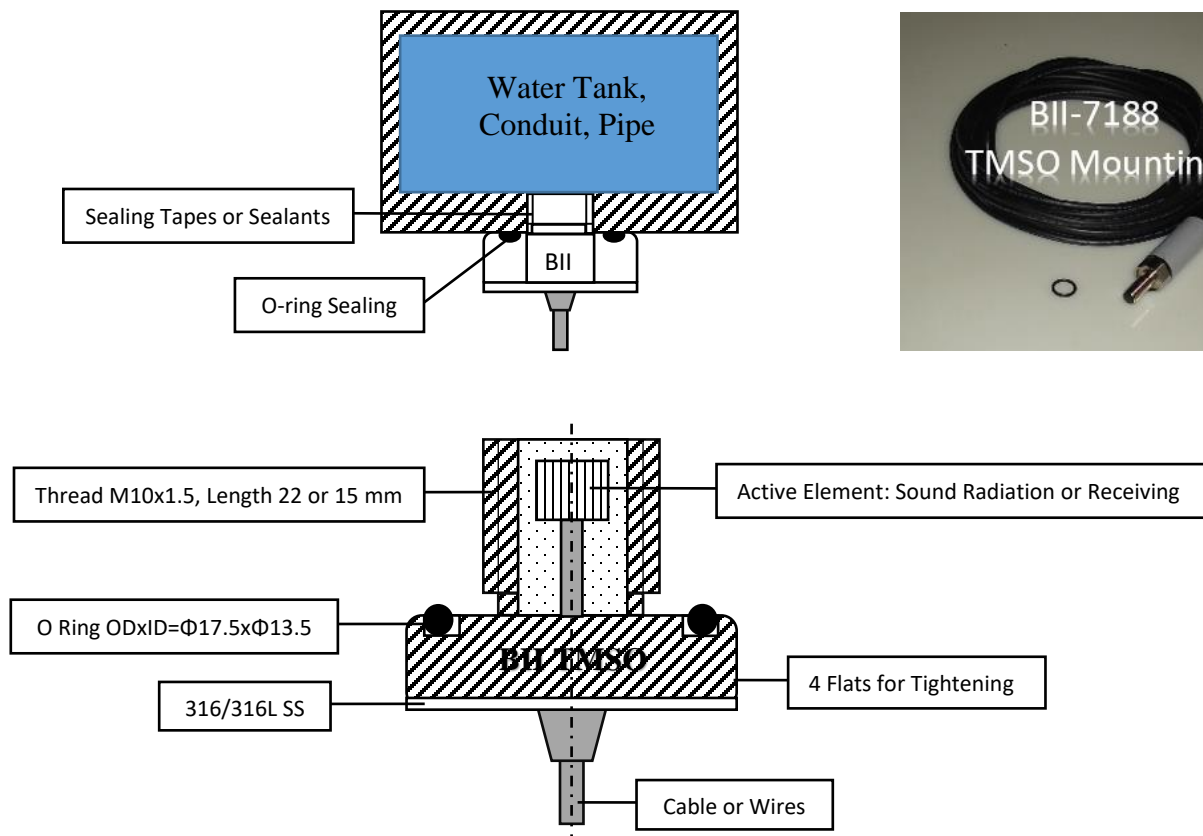 Water Tank,
Conduit, Pipe
BII-7188
TMSO Mountin
Sealing Tapes or Sealants
BII
O-ring Sealing
Thread M10x1.5, Length 22 or 15 mm
Active Element: Sound Radiation or Receiving
O Ring ODxID=Φ17.5xΦ13.5
BII TMSO
4 Flats for Tightening
316/316L SS
Cable or Wires